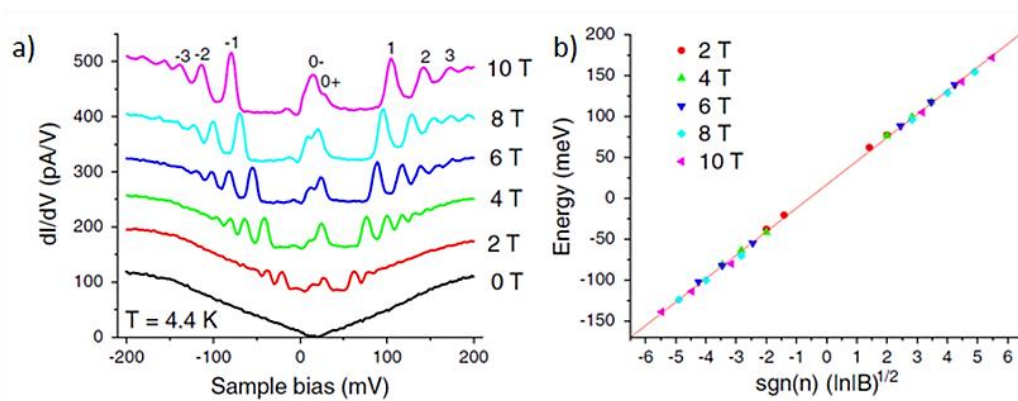 a)
dI/dV (pA/V)
500
400
300
200
100
0
-3 -2 -1 0- 0+ 1 2 3
10 T
8 T
6 T
4 T
2 T
0 T
T = 4.4 K
-200 -100 0 100 200
Sample bias (mV)
b)
Energy (meV)
200
150
100
50
0
-50
-100
-150
2 T
4 T
6 T
8 T
10 T
-6 -5 -4 -3 -2 -1 0 1 2 3 4 5 6
sgn(n) (|n|B)^1/2